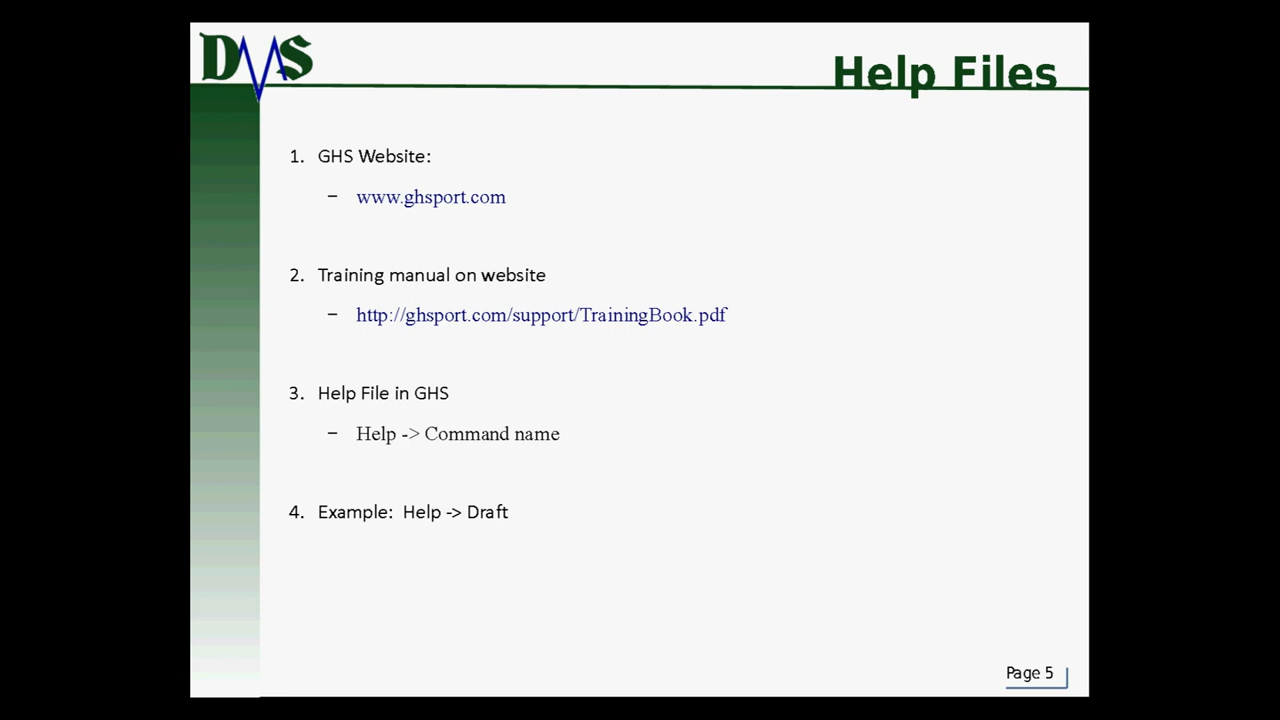 DMS
Help Files
1. GHS Website:
– www.ghsport.com
2. Training manual on website
– http://ghsport.com/support/TrainingBook.pdf
3. Help File in GHS
– Help -> Command name
4. Example:  Help -> Draft
Page 5